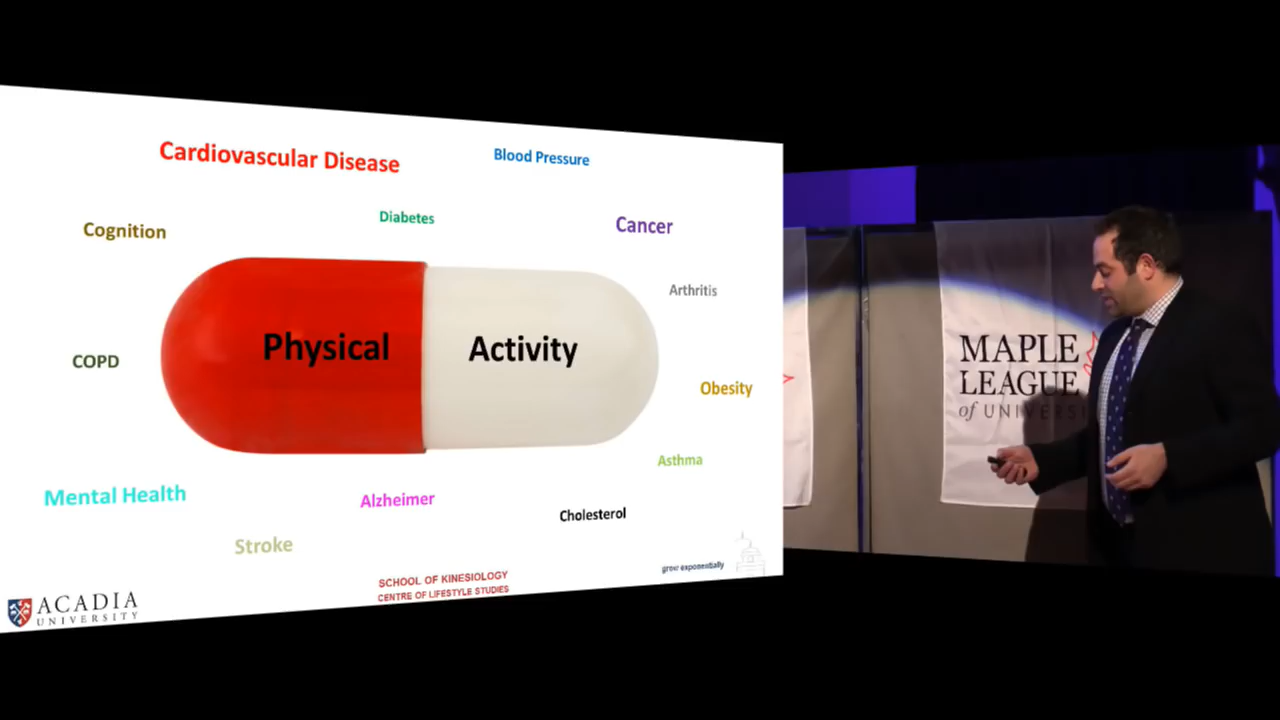 Cardiovascular Disease
Blood Pressure
Diabetes
Cognition
Cancer
Arthritis
Physical Activity
COPD
Obesity
Asthma
Mental Health
Alzheimer
Cholesterol
Stroke
grow exponentially
SCHOOL OF KINESIOLOGY
CENTRE OF LIFESTYLE STUDIES
ACADIA
UNIVERSITY
MAPLE
LEAGUE
of